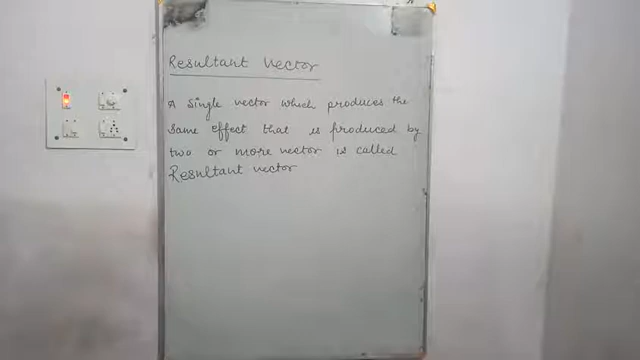 Resultant Vector
A single vector which produces the
same effect that is produced by
two or more vector is called
Resultant vector